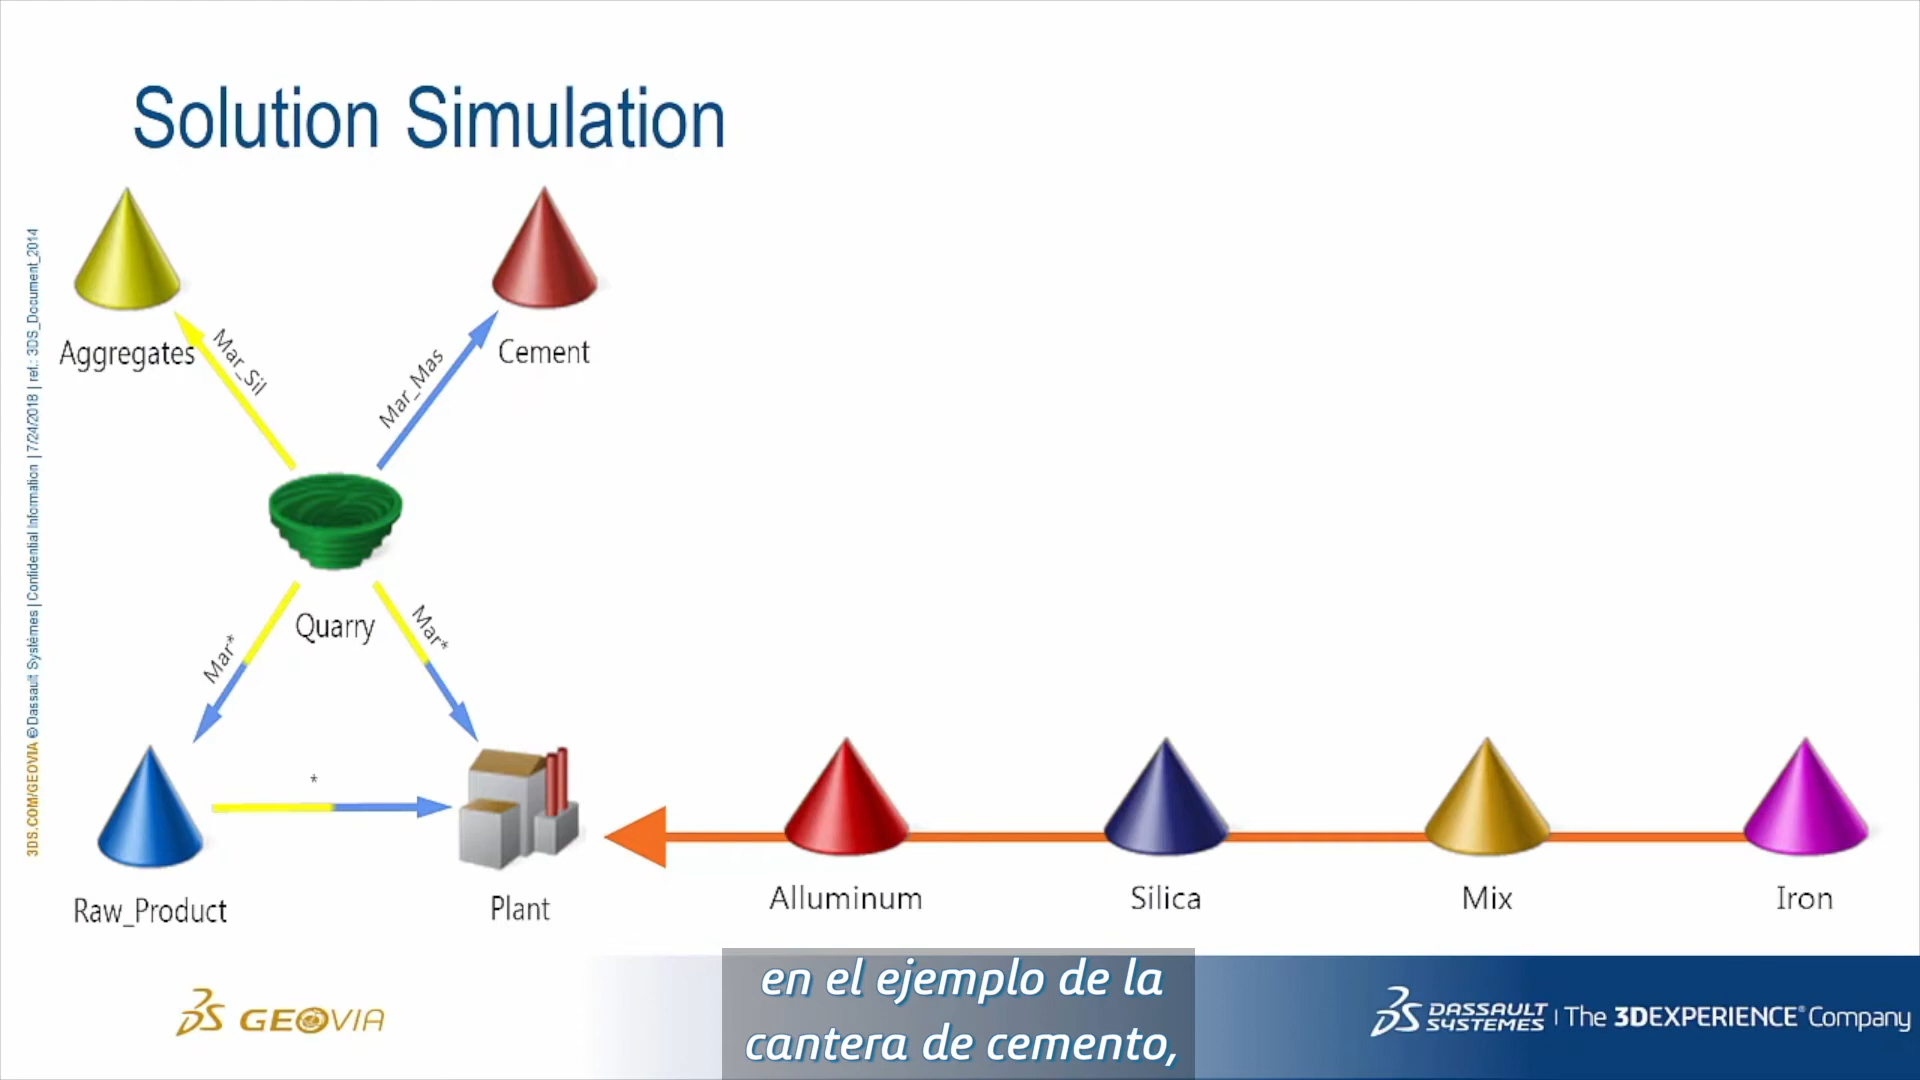 Solution Simulation
Aggregates
Mar_Sil
Mar_Mas
Cement
Quarry
Mar*
Mar*
*
Raw_Product
Plant
Alluminum
Silica
Mix
Iron
3DS.COM/GEOVIA © Dassault Systèmes | Confidential Information | 7/24/2018 | ref.: 3DS_Document_2014
GEOVIA
en el ejemplo de la
cantera de cemento,
DASSAULT
SYSTEMES | The 3DEXPERIENCE® Company